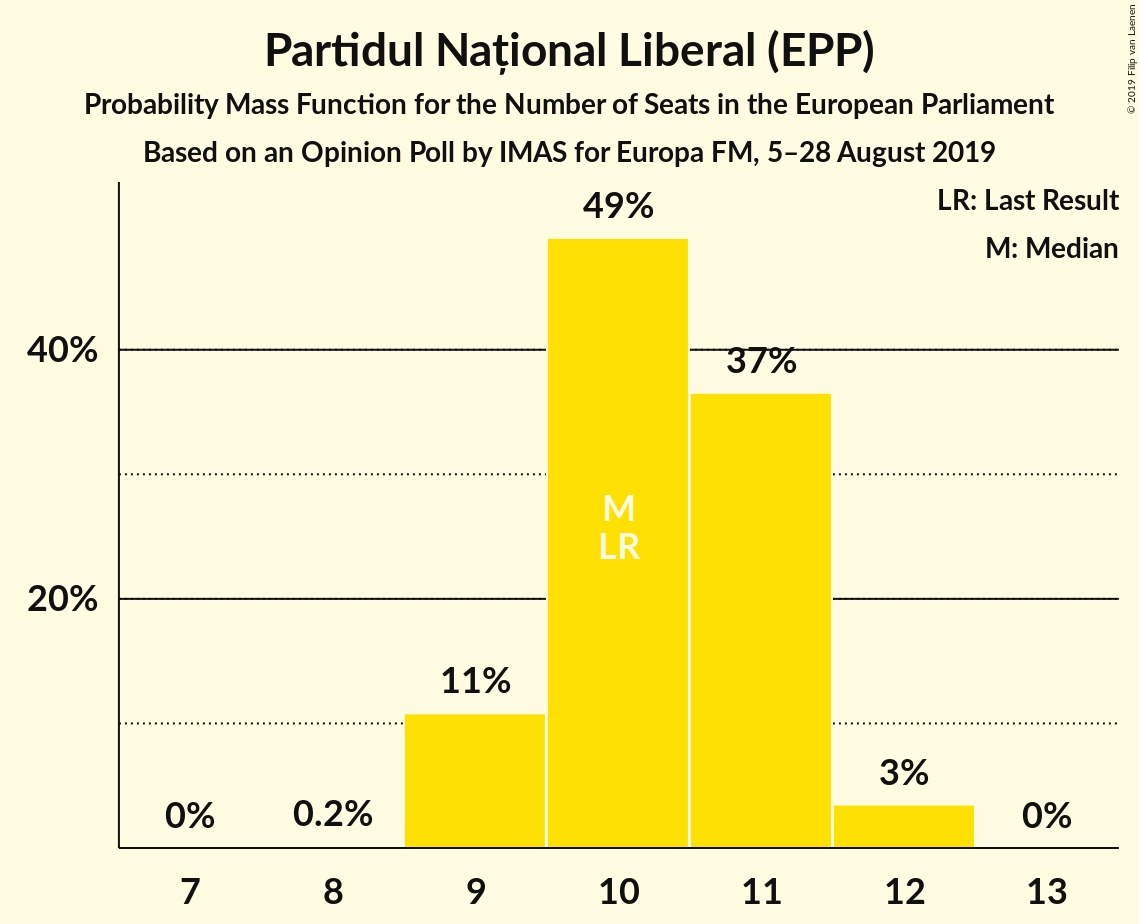 Partidul Național Liberal (EPP)
Probability Mass Function for the Number of Seats in the European Parliament
Based on an Opinion Poll by IMAS for Europa FM, 5–28 August 2019
© 2019 Filip van Laenen
LR: Last Result
M: Median
49%
40%
37%
M
LR
20%
11%
3%
0%
0.2%
0%
7 8 9 10 11 12 13